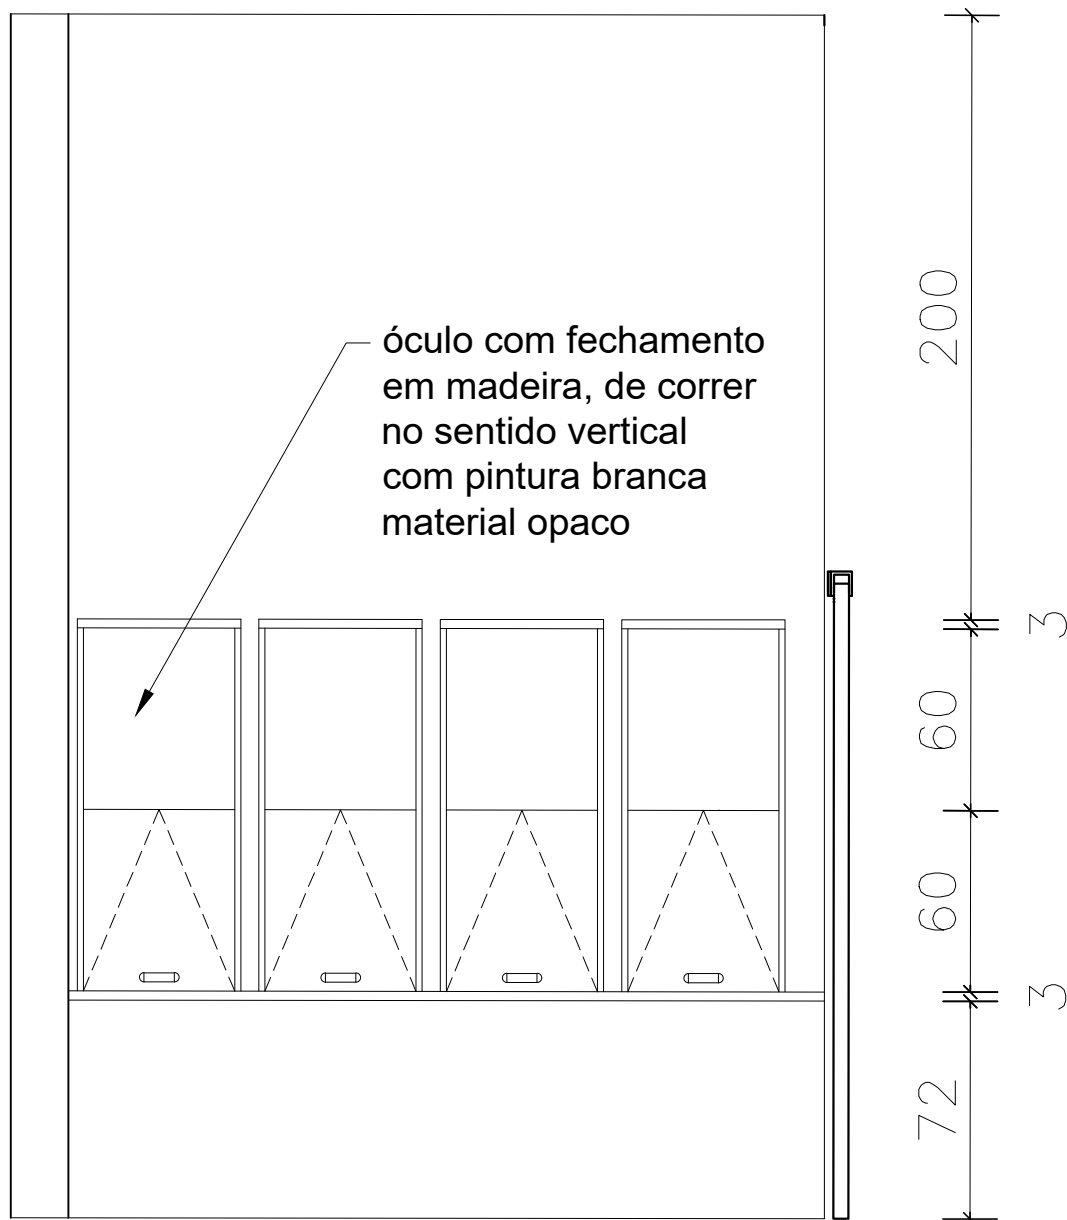 óculo com fechamento
em madeira, de correr
no sentido vertical
com pintura branca
material opaco
200
3
60
60
3
72